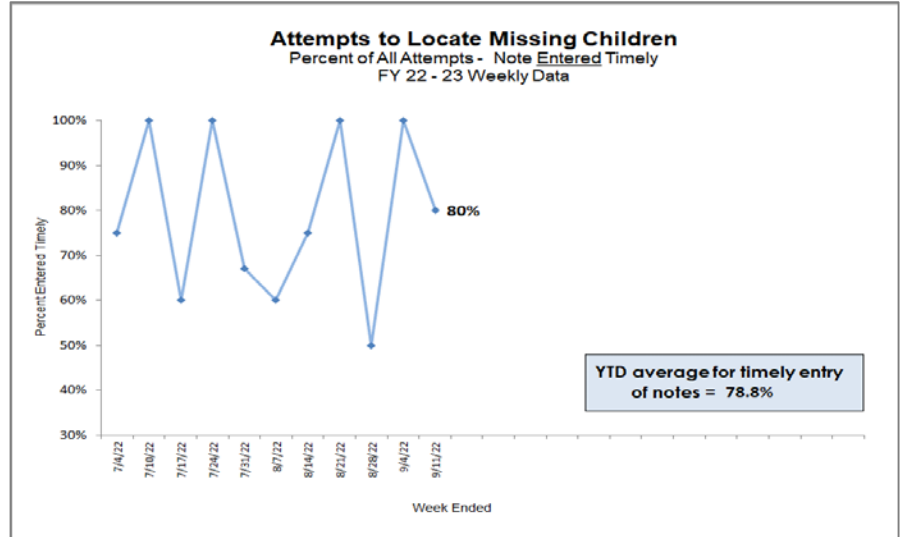 Attempts to Locate Missing Children
Percent of All Attempts - Note Entered Timely
FY 22 - 23 Weekly Data
100%
90%
80%
70%
60%
50%
40%
30%
Percent Entered Timely
80%
YTD average for timely entry
of notes = 78.8%
7/4/22
7/10/22
7/17/22
7/24/22
7/31/22
8/7/22
8/14/22
8/21/22
8/28/22
9/4/22
9/11/22
Week Ended